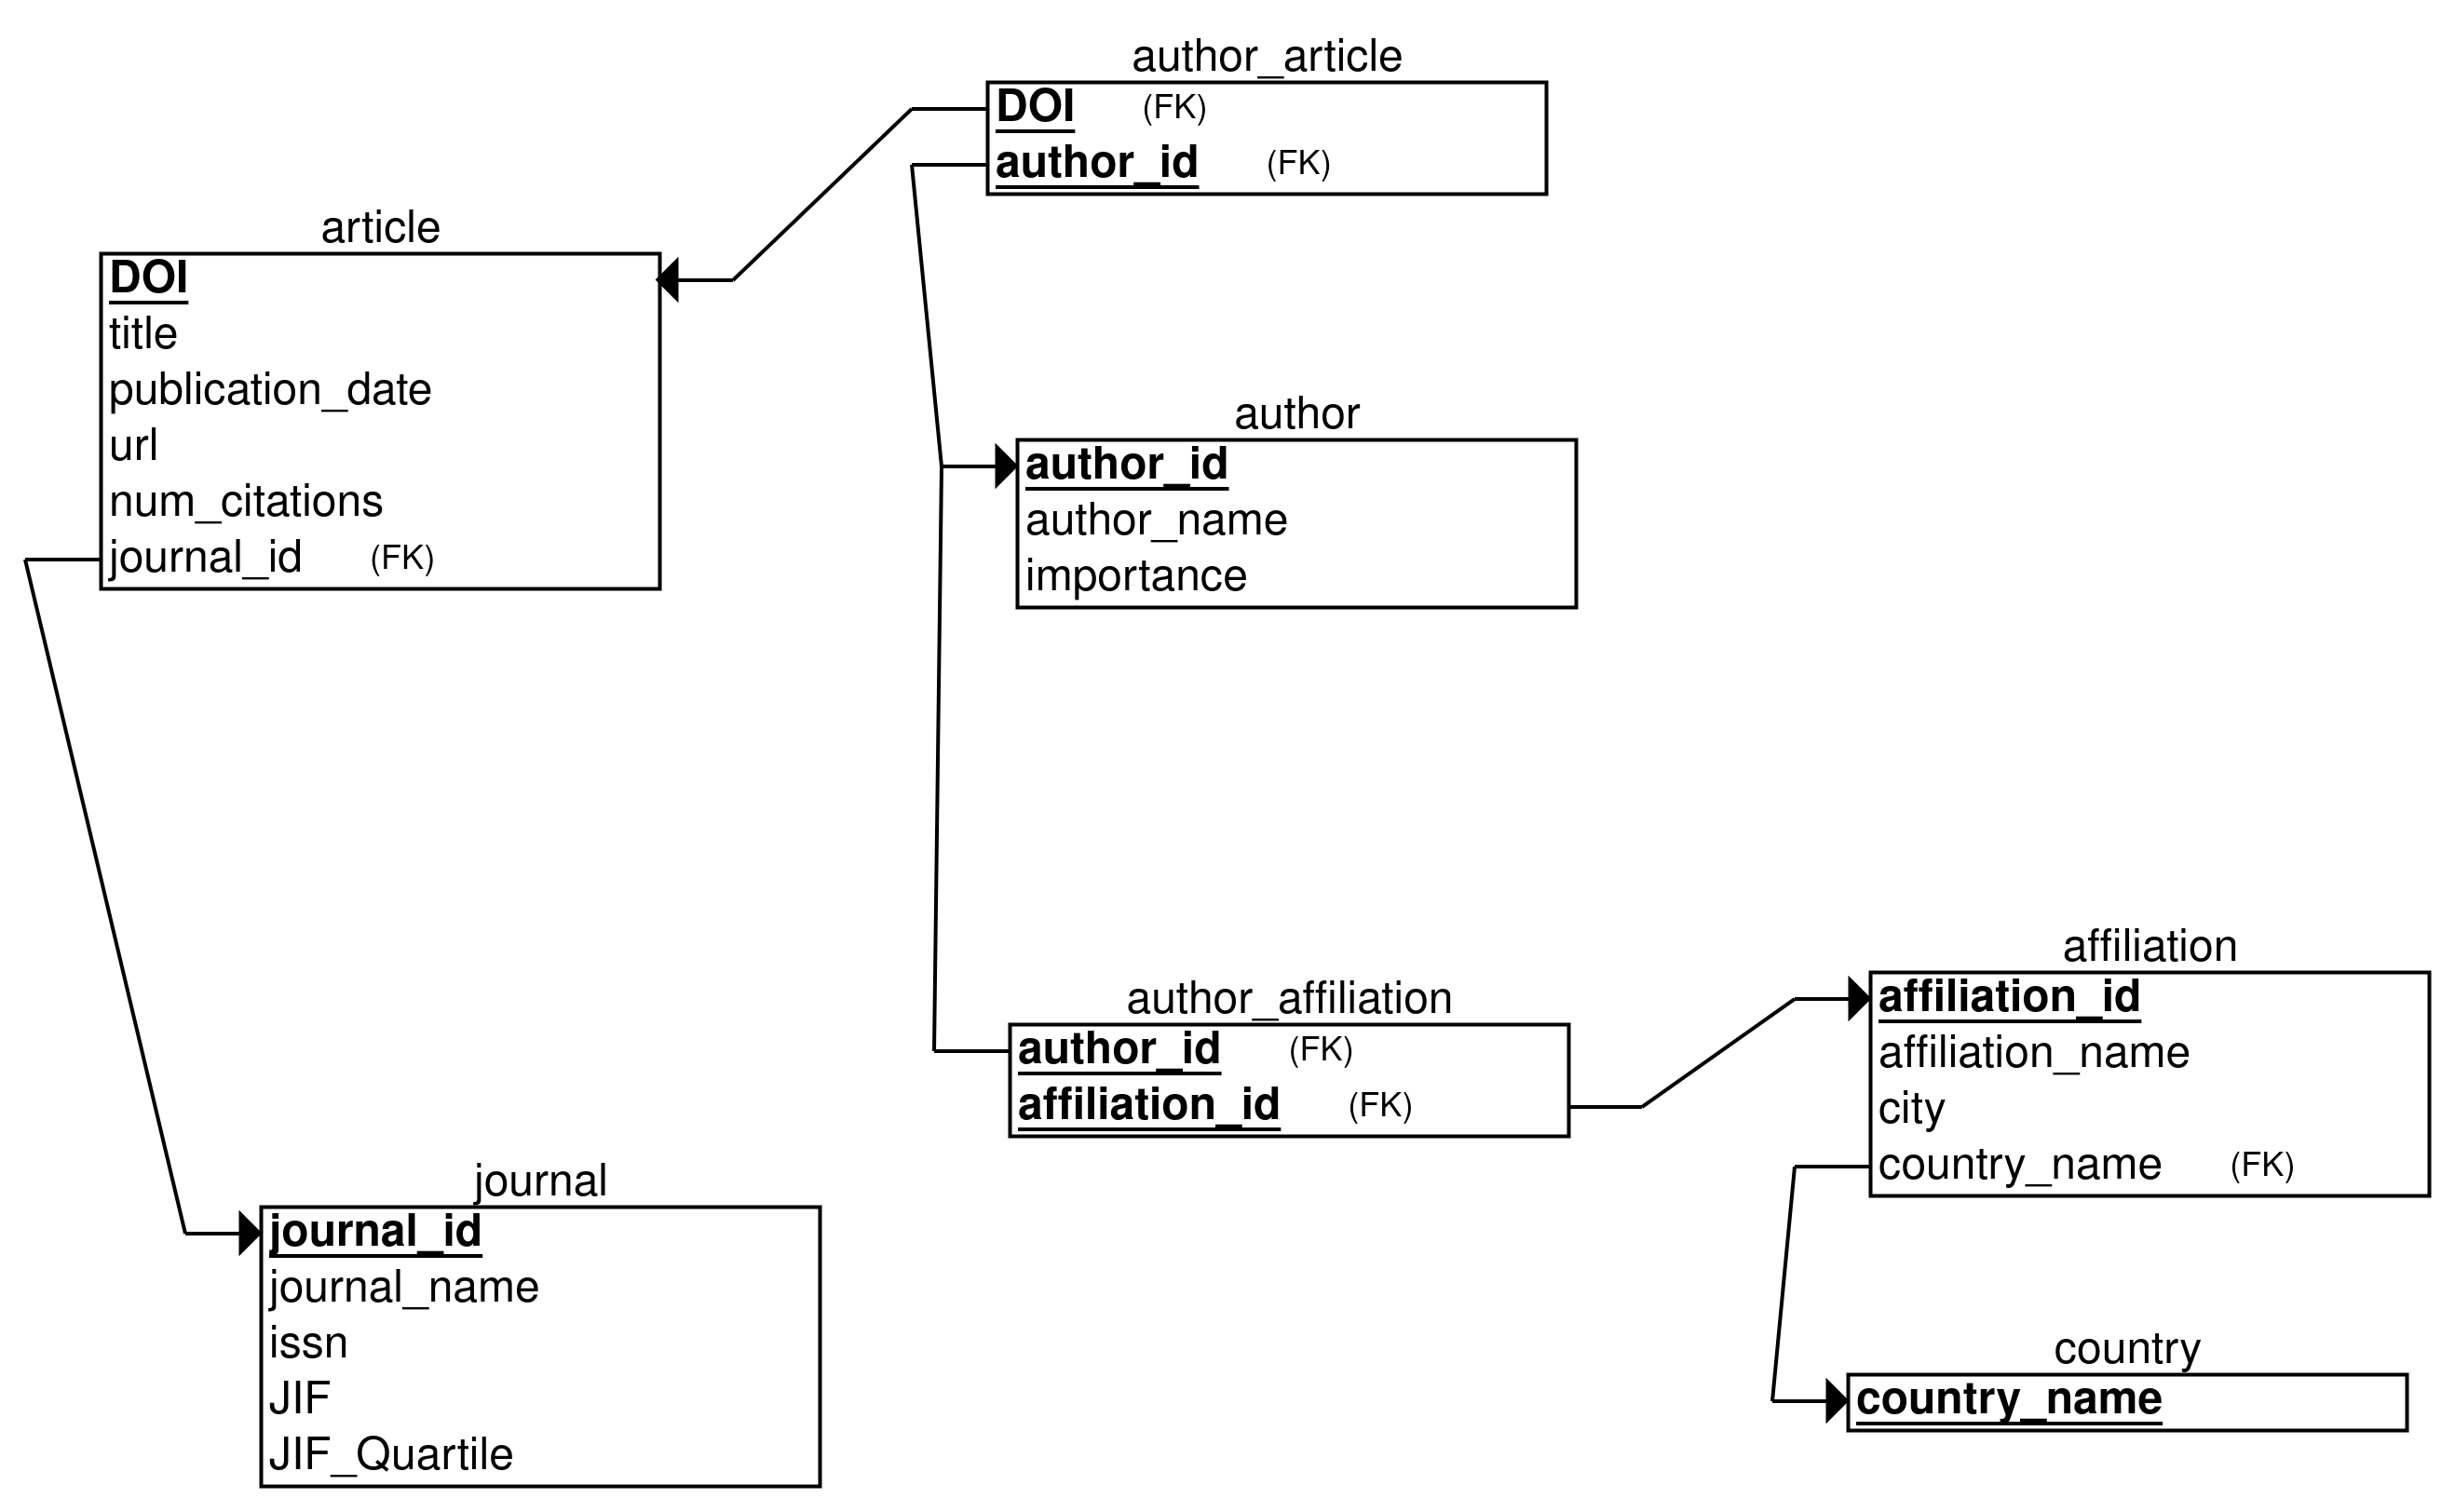 author_article
DOI (FK)
author_id (FK)
article
DOI
title
publication_date
url
num_citations
journal_id (FK)
author
author_id
author_name
importance
author_affiliation
author_id (FK)
affiliation_id (FK)
affiliation
affiliation_id
affiliation_name
city
country_name (FK)
journal
journal_id
journal_name
issn
JIF
JIF_Quartile
country
country_name